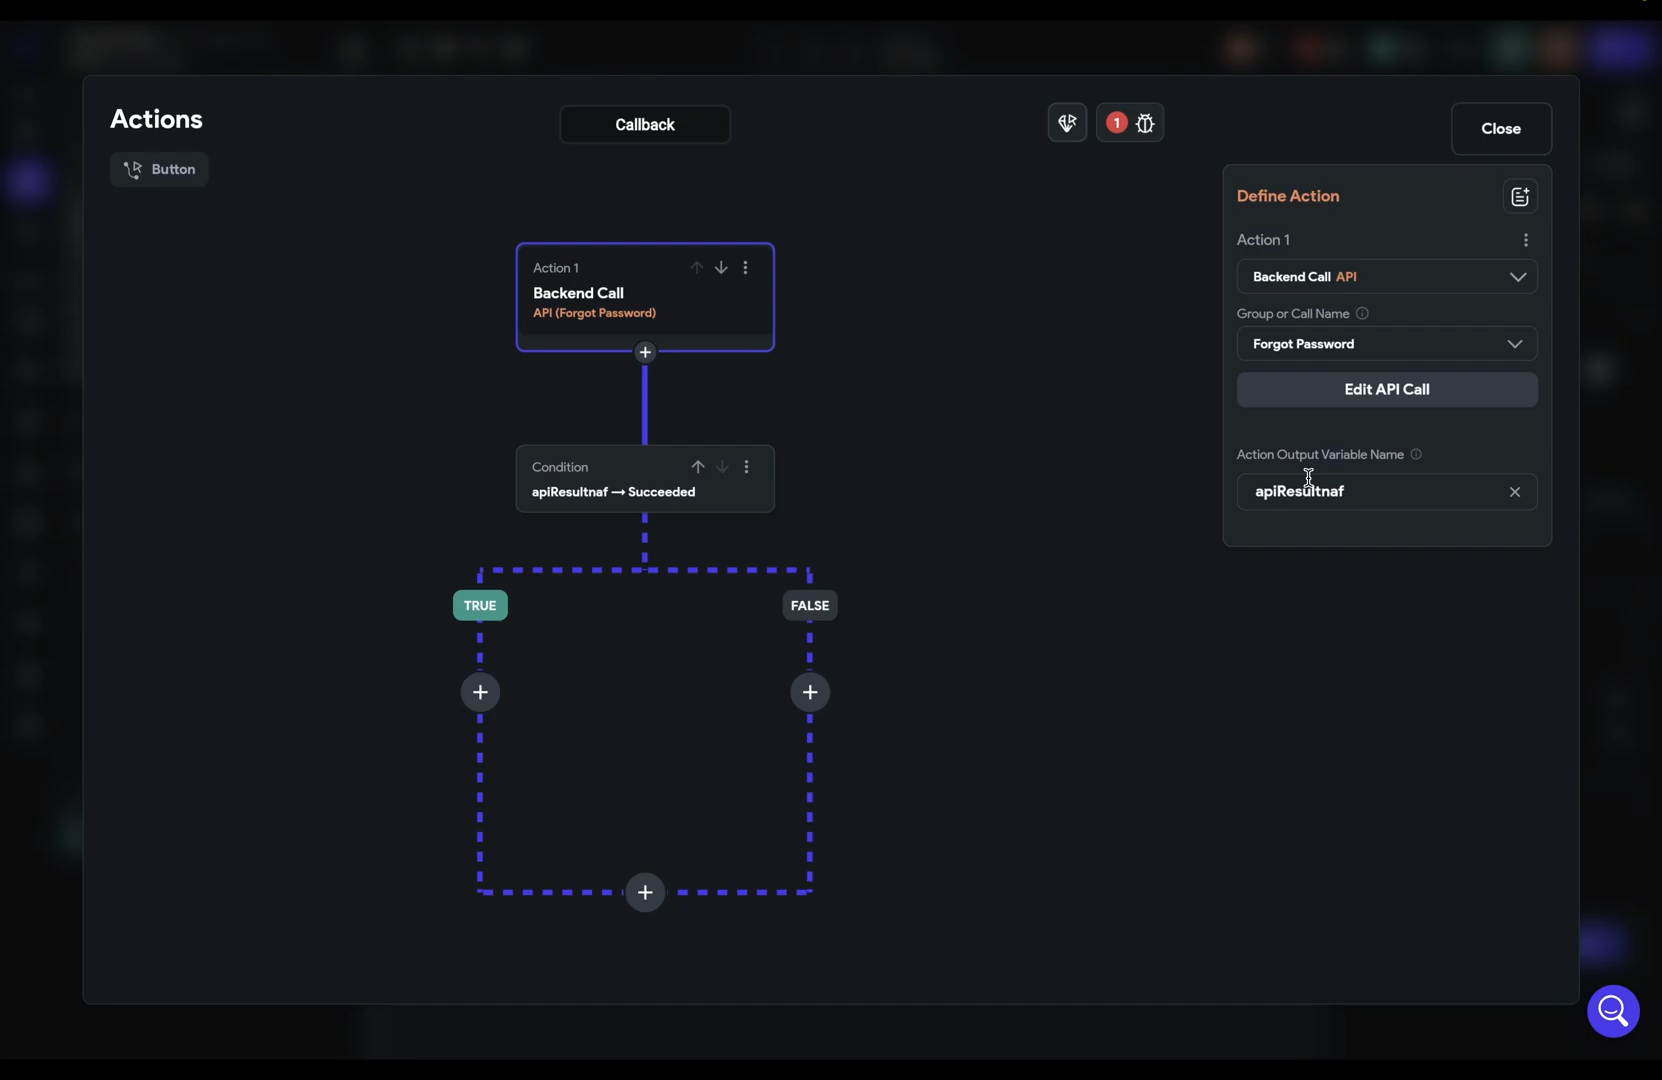 Actions
Callback
1
Close
Button
Define Action
Action 1
Backend Call API
Group or Call Name
Forgot Password
Edit API Call
Action Output Variable Name
apiResultnaf
Action 1
Backend Call
API (Forgot Password)
Condition
apiResultnaf → Succeeded
TRUE
FALSE